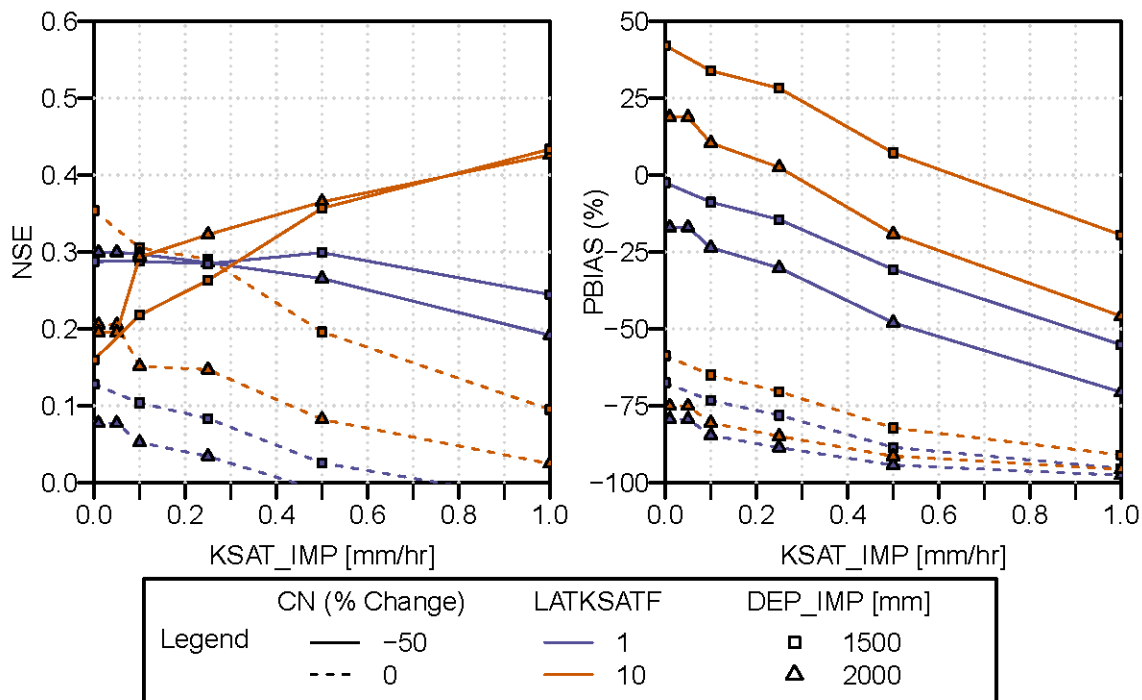 0.6
0.5
0.4
0.3
0.2
0.1
0.0
NSE
0.0 0.2 0.4 0.6 0.8 1.0
KSAT_IMP [mm/hr]
50
25
0
−25
−50
−75
−100
PBIAS (%)
0.0 0.2 0.4 0.6 0.8 1.0
KSAT_IMP [mm/hr]
CN (% Change) LATKSATF DEP_IMP [mm]
Legend −50 1 1500
0 10 2000